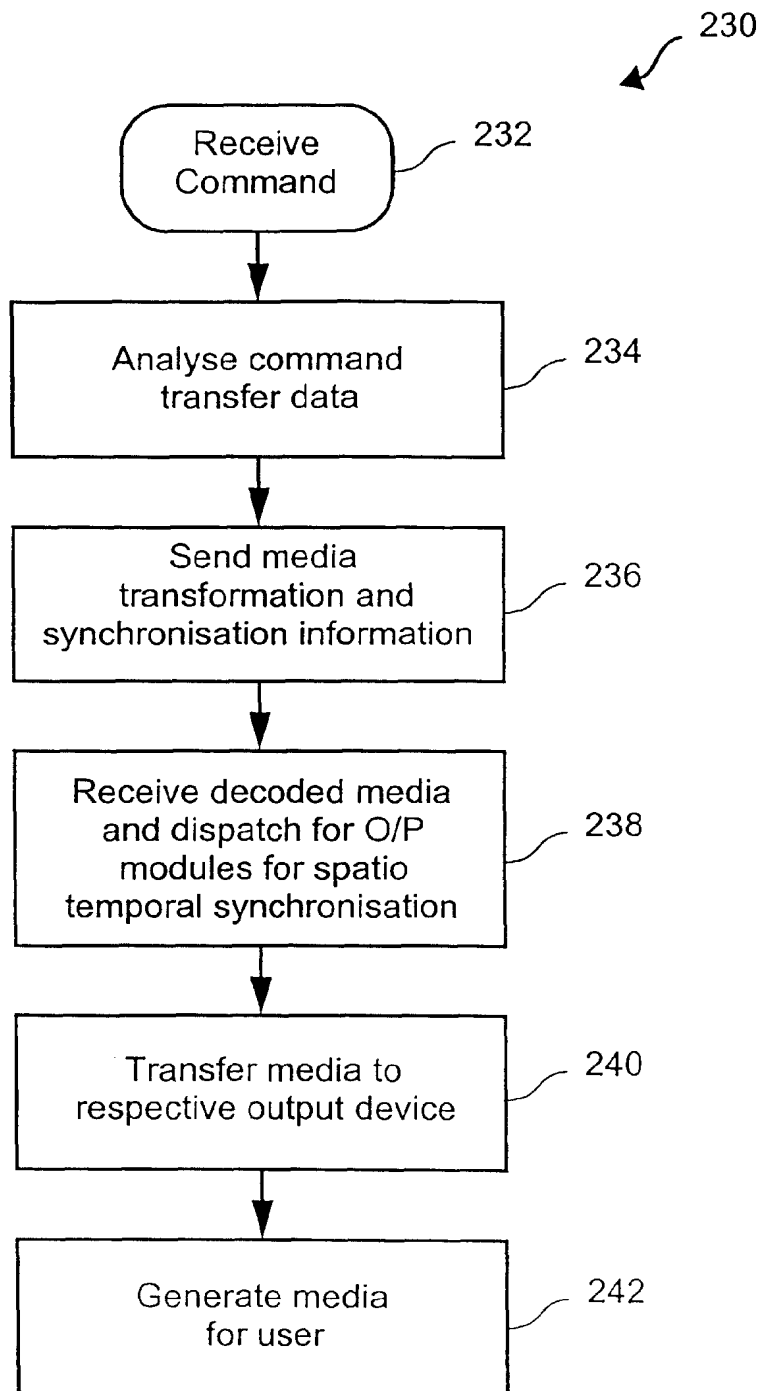 230
Receive
Command
232
Analyse command
transfer data
234
Send media
transformation and
synchronisation information
236
Receive decoded media
and dispatch for O/P
modules for spatio
temporal synchronisation
238
Transfer media to
respective output device
240
Generate media
for user
242